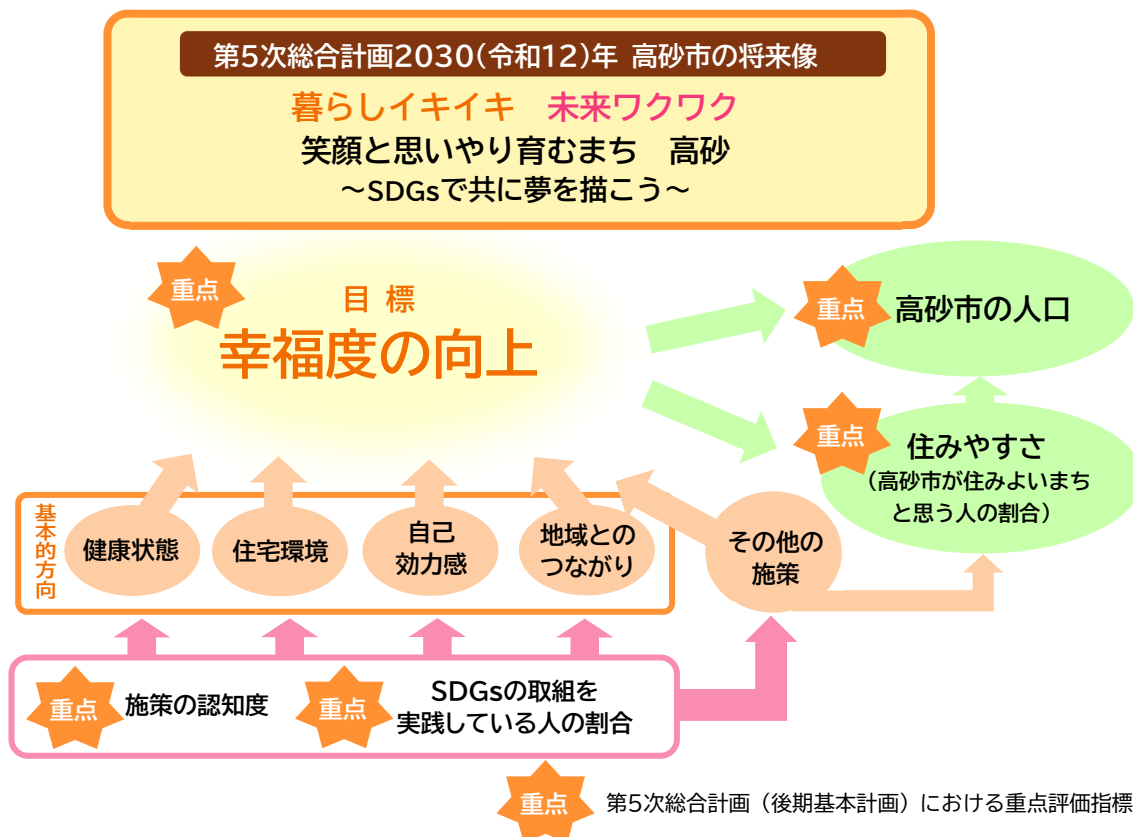 第5次総合計画2030(令和12)年 高砂市の将来像
暮らしイキイキ　未来ワクワク
笑顔と思いやり育むまち　高砂
～SDGsで共に夢を描こう～
重点
目 標
幸福度の向上
重点
高砂市の人口
重点
住みやすさ
（高砂市が住みよいまち
と思う人の割合）
基本的方向
健康状態
住宅環境
自己
効力感
地域との
つながり
その他の
施策
重点
施策の認知度
重点
SDGsの取組を
実践している人の割合
重点
第5次総合計画（後期基本計画）における重点評価指標